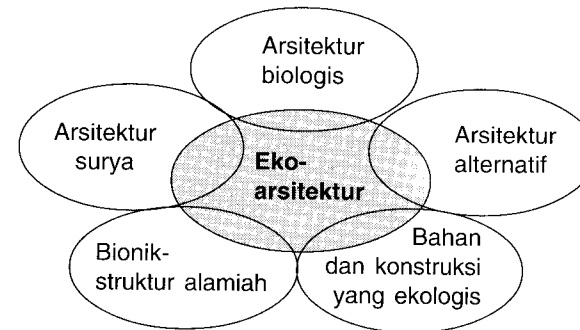 Arsitektur
biologis
Arsitektur
surya
Eko-
arsitektur
Arsitektur
alternatif
Bionik-
struktur alamiah
Bahan
dan konstruksi
yang ekologis